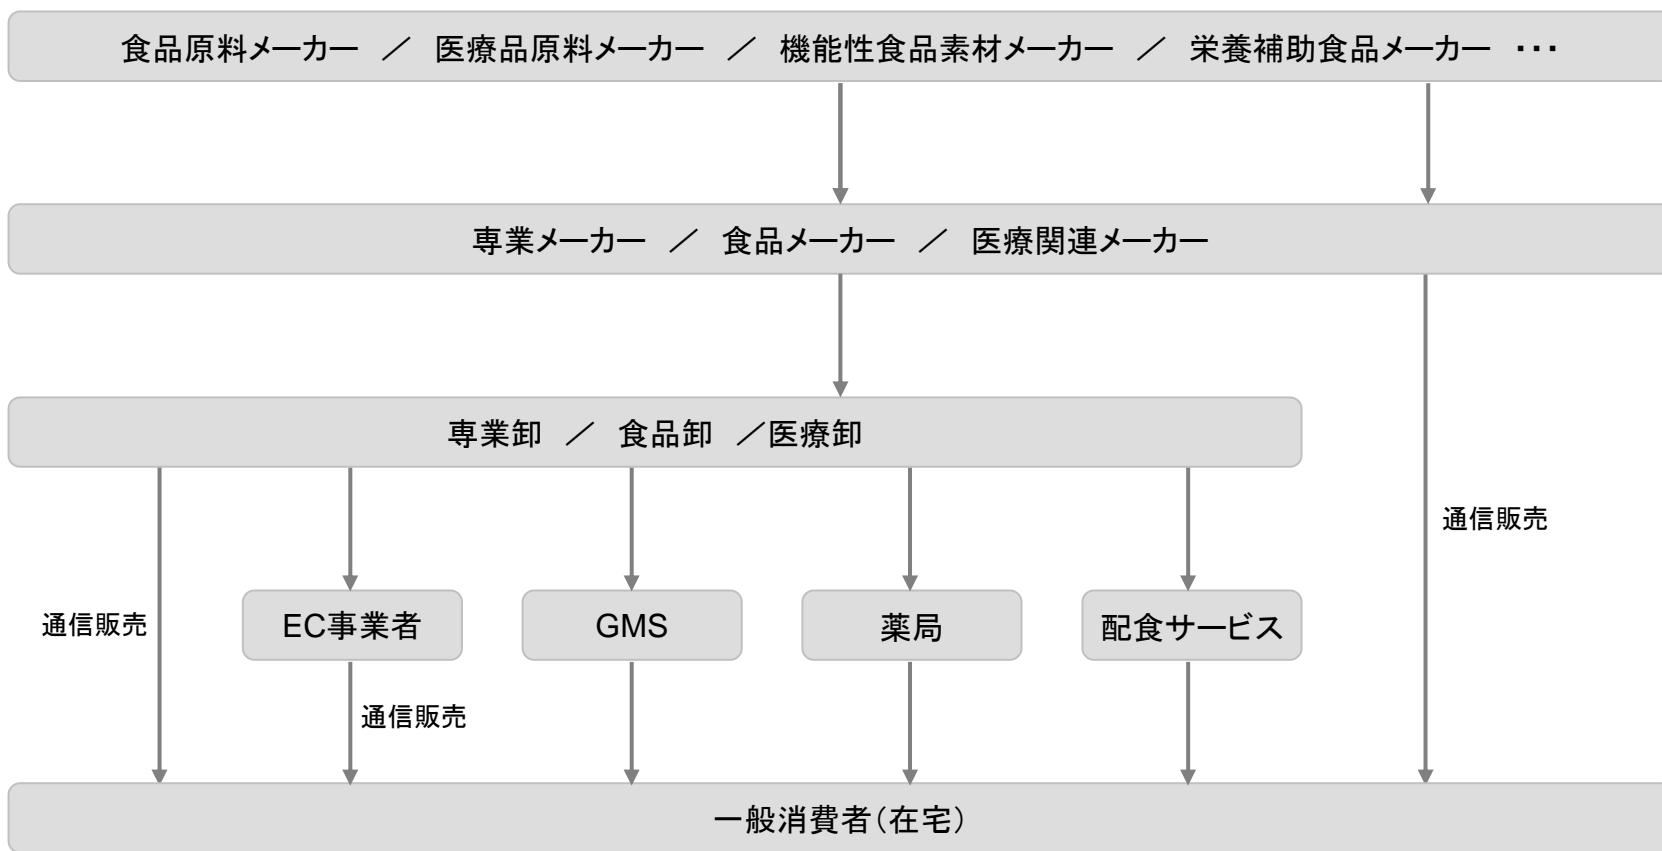 食品原料メーカー ／ 医療品原料メーカー ／ 機能性食品素材メーカー ／ 栄養補助食品メーカー ・・・
専業メーカー ／ 食品メーカー ／ 医療関連メーカー
専業卸 ／ 食品卸 ／医療卸
通信販売
通信販売
EC事業者
GMS
薬局
配食サービス
通信販売
一般消費者（在宅）